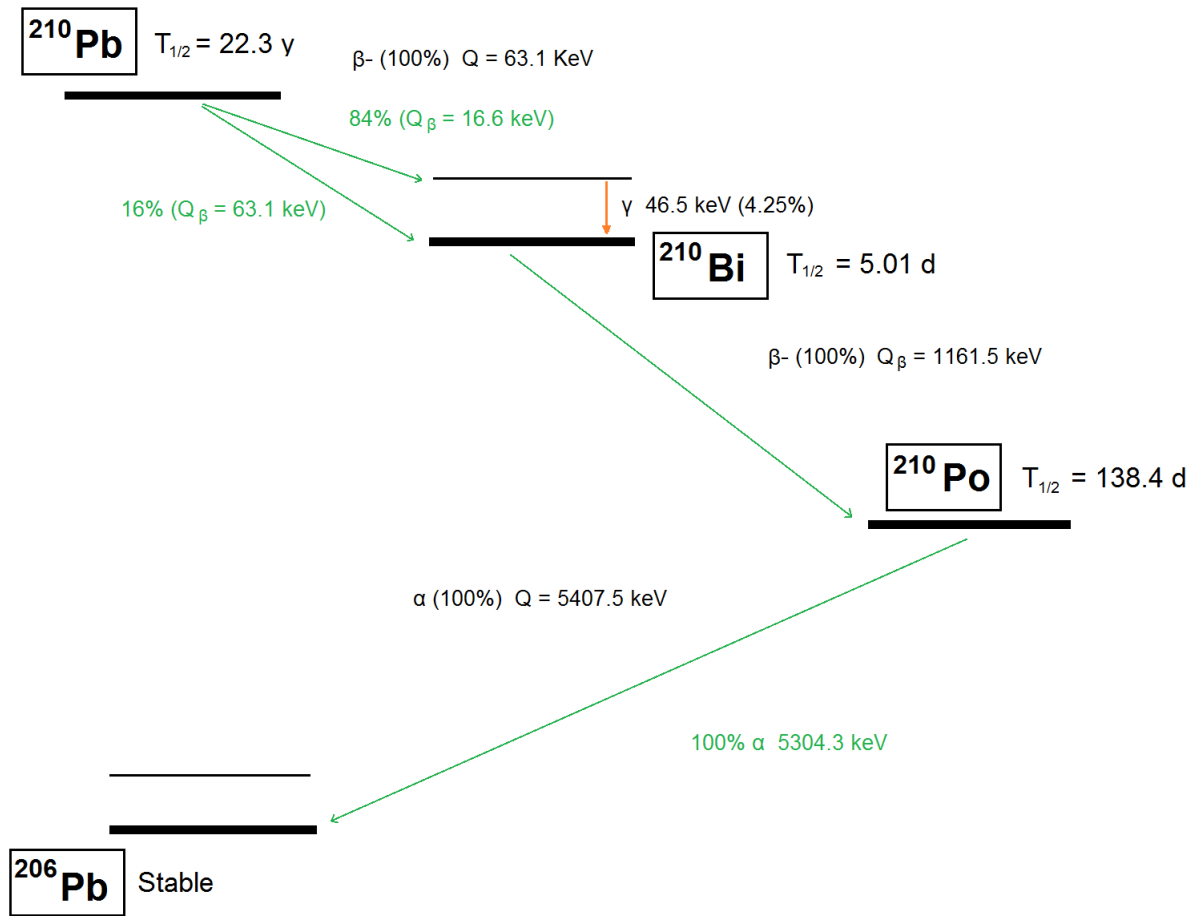 ²¹⁰Pb T₁/₂ = 22.3 y
β- (100%) Q = 63.1 KeV
84% (Qβ = 16.6 keV)
16% (Qβ = 63.1 keV)
γ 46.5 keV (4.25%)
²¹⁰Bi T₁/₂ = 5.01 d
β- (100%) Qβ = 1161.5 keV
²¹⁰Po T₁/₂ = 138.4 d
α (100%) Q = 5407.5 keV
100% α 5304.3 keV
²⁰⁶Pb Stable